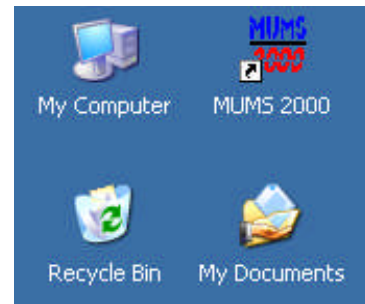 MUMS
2000
My Computer
MUMS 2000
Recycle Bin
My Documents